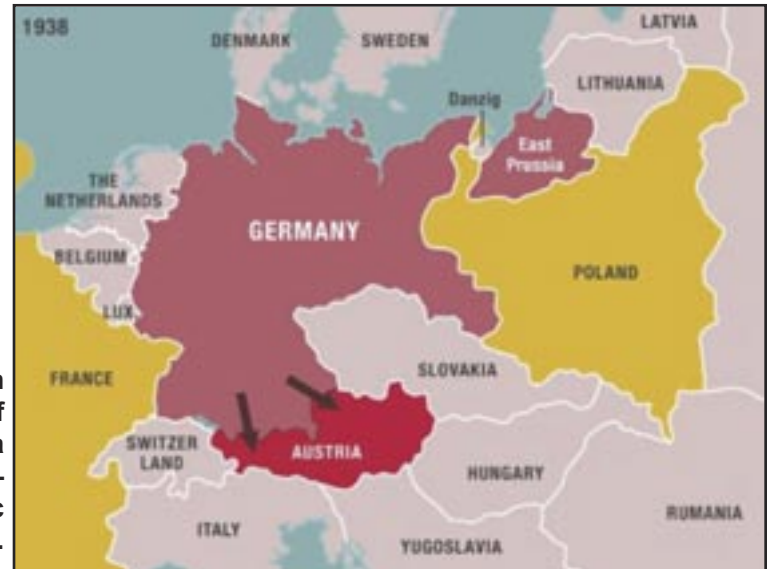 1938
DENMARK
SWEDEN
LATVIA
LITHUANIA
Danzig
East
Prussia
THE
NETHERLANDS
GERMANY
BELGIUM
POLAND
LUX
SLOVAKIA
FRANCE
SWITZER
LAND
AUSTRIA
HUNGARY
ITALY
RUMANIA
YUGOSLAVIA